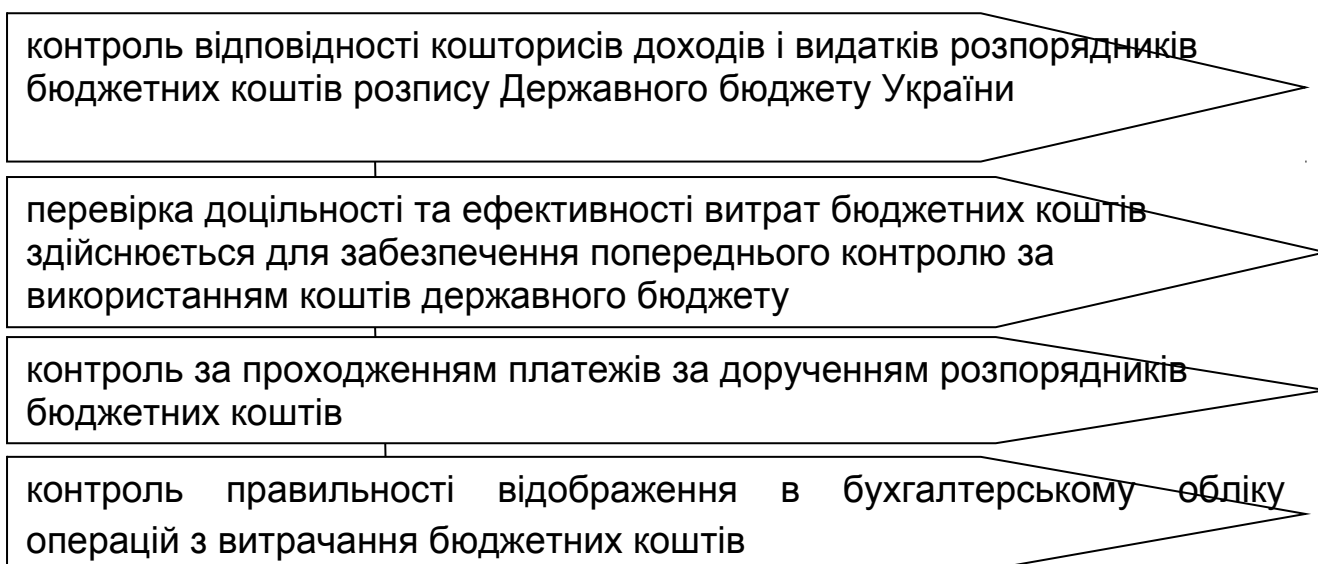 контроль відповідності кошторисів доходів і видатків розпорядників
бюджетних коштів розпису Державного бюджету України
перевірка доцільності та ефективності витрат бюджетних коштів
здійснюється для забезпечення попереднього контролю за
використанням коштів державного бюджету
контроль за проходженням платежів за дорученням розпорядників
бюджетних коштів
контроль правильності відображення в бухгалтерському обліку
операцій з витрачання бюджетних коштів